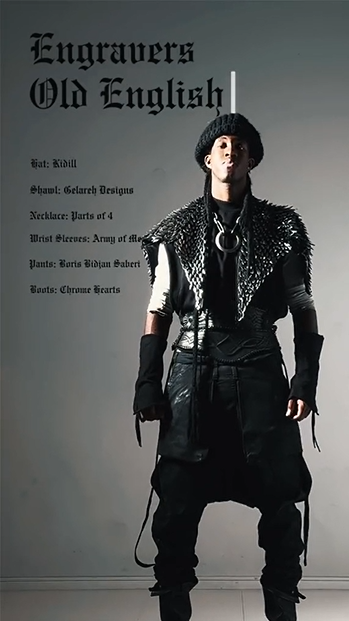 Engravers
Old English
Hat: Kidill
Shawl: Gelareh Designs
Necklace: Parts of 4
Wrist Sleeves: Army of Me
Pants: Boris Bidjan Saberi
Boots: Chrome Hearts